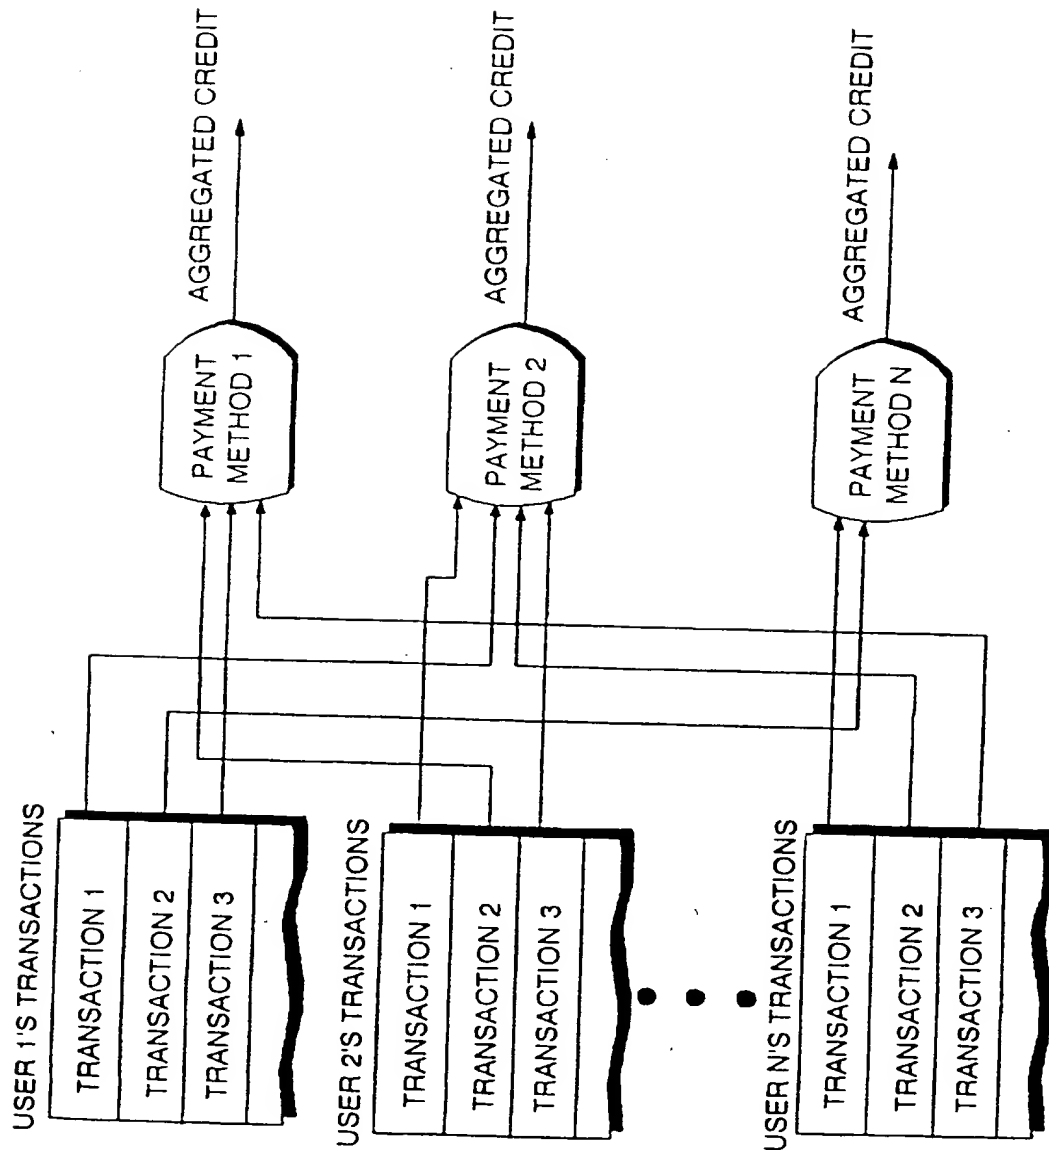 USER 1'S TRANSACTIONS
TRANSACTION 1
TRANSACTION 2
TRANSACTION 3
USER 2'S TRANSACTIONS
TRANSACTION 1
TRANSACTION 2
TRANSACTION 3
USER N'S TRANSACTIONS
TRANSACTION 1
TRANSACTION 2
TRANSACTION 3
PAYMENT
METHOD 1
AGGREGATED CREDIT
PAYMENT
METHOD 2
AGGREGATED CREDIT
PAYMENT
METHOD N
AGGREGATED CREDIT